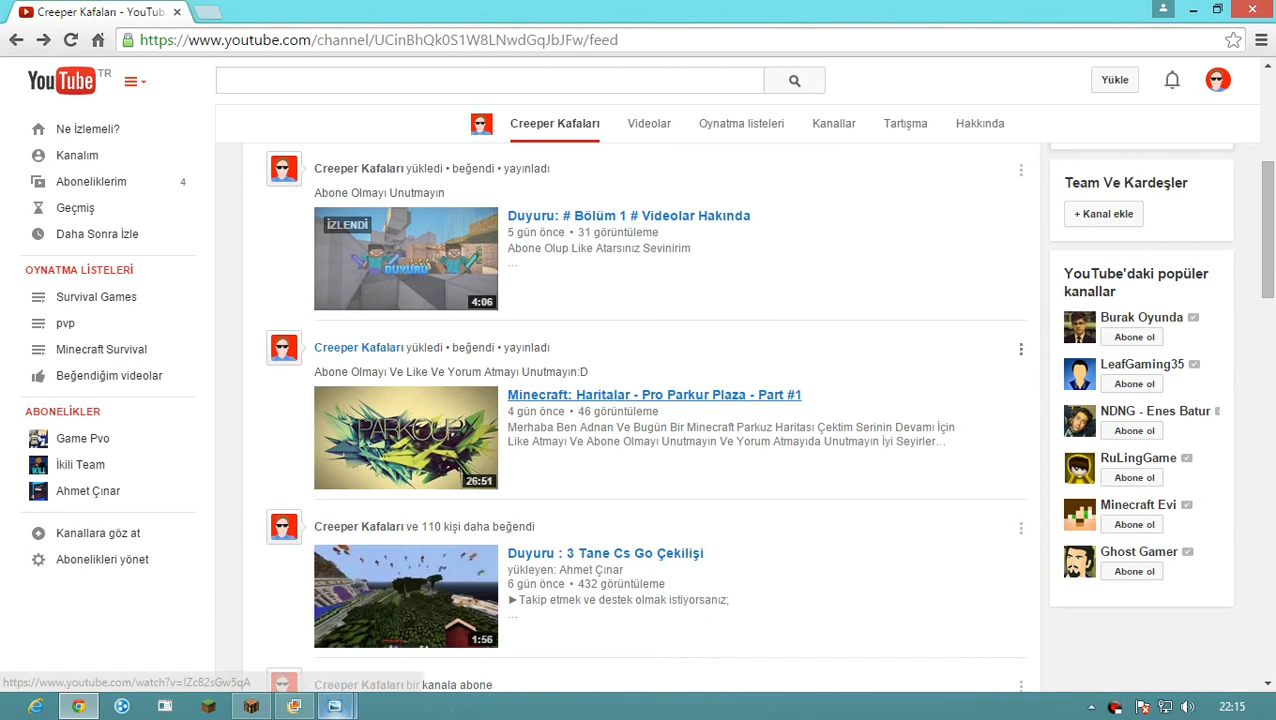 Creeper Kafaları - YouTub
https://www.youtube.com/channel/UCinBhQk0S1W8LNwdGqJbJFw/feed
YouTube TR
Yükle
Creeper Kafaları
Videolar
Oynatma listeleri
Kanallar
Tartışma
Hakkında
Ne İzlemeli?
Kanalım
Aboneliklerim 4
Geçmiş
Daha Sonra İzle
OYNATMA LİSTELERİ
Survival Games
pvp
Minecraft Survival
Beğendiğim videolar
ABONELİKLER
Game Pvo
İkili Team
Ahmet Çınar
Kanallara göz at
Abonelikleri yönet
Creeper Kafaları yükledi • beğendi • yayınladı
Abone Olmayı Unutmayın
İZLENDİ
DUYURU
4:06
Duyuru: # Bölüm 1 # Videolar Hakında
5 gün önce • 31 görüntüleme
Abone Olup Like Atarsınız Sevinirim
...
Creeper Kafaları yükledi • beğendi • yayınladı
Abone Olmayı Ve Like Ve Yorum Atmayı Unutmayın:D
PARKOUR
26:51
Minecraft: Haritalar - Pro Parkur Plaza - Part #1
4 gün önce • 46 görüntüleme
Merhaba Ben Adnan Ve Bugün Bir Minecraft Parkuz Haritası Çektim Serinin Devamı İçin
Like Atmayı Ve Abone Olmayı Unutmayın Ve Yorum Atmayıda Unutmayın İyi Seyirler...
Creeper Kafaları ve 110 kişi daha beğendi
1:56
Duyuru : 3 Tane Cs Go Çekilişi
yükleyen: Ahmet Çınar
6 gün önce • 432 görüntüleme
►Takip etmek ve destek olmak istiyorsanız;
...
Creeper Kafaları bir kanala abone
Team Ve Kardeşler
+ Kanal ekle
YouTube'daki popüler
kanallar
Burak Oyunda
Abone ol
LeafGaming35
Abone ol
NDNG - Enes Batur
Abone ol
RuLingGame
Abone ol
Minecraft Evi
Abone ol
Ghost Gamer
Abone ol
https://www.youtube.com/watch?v=lZc82sGw5qA
22:15